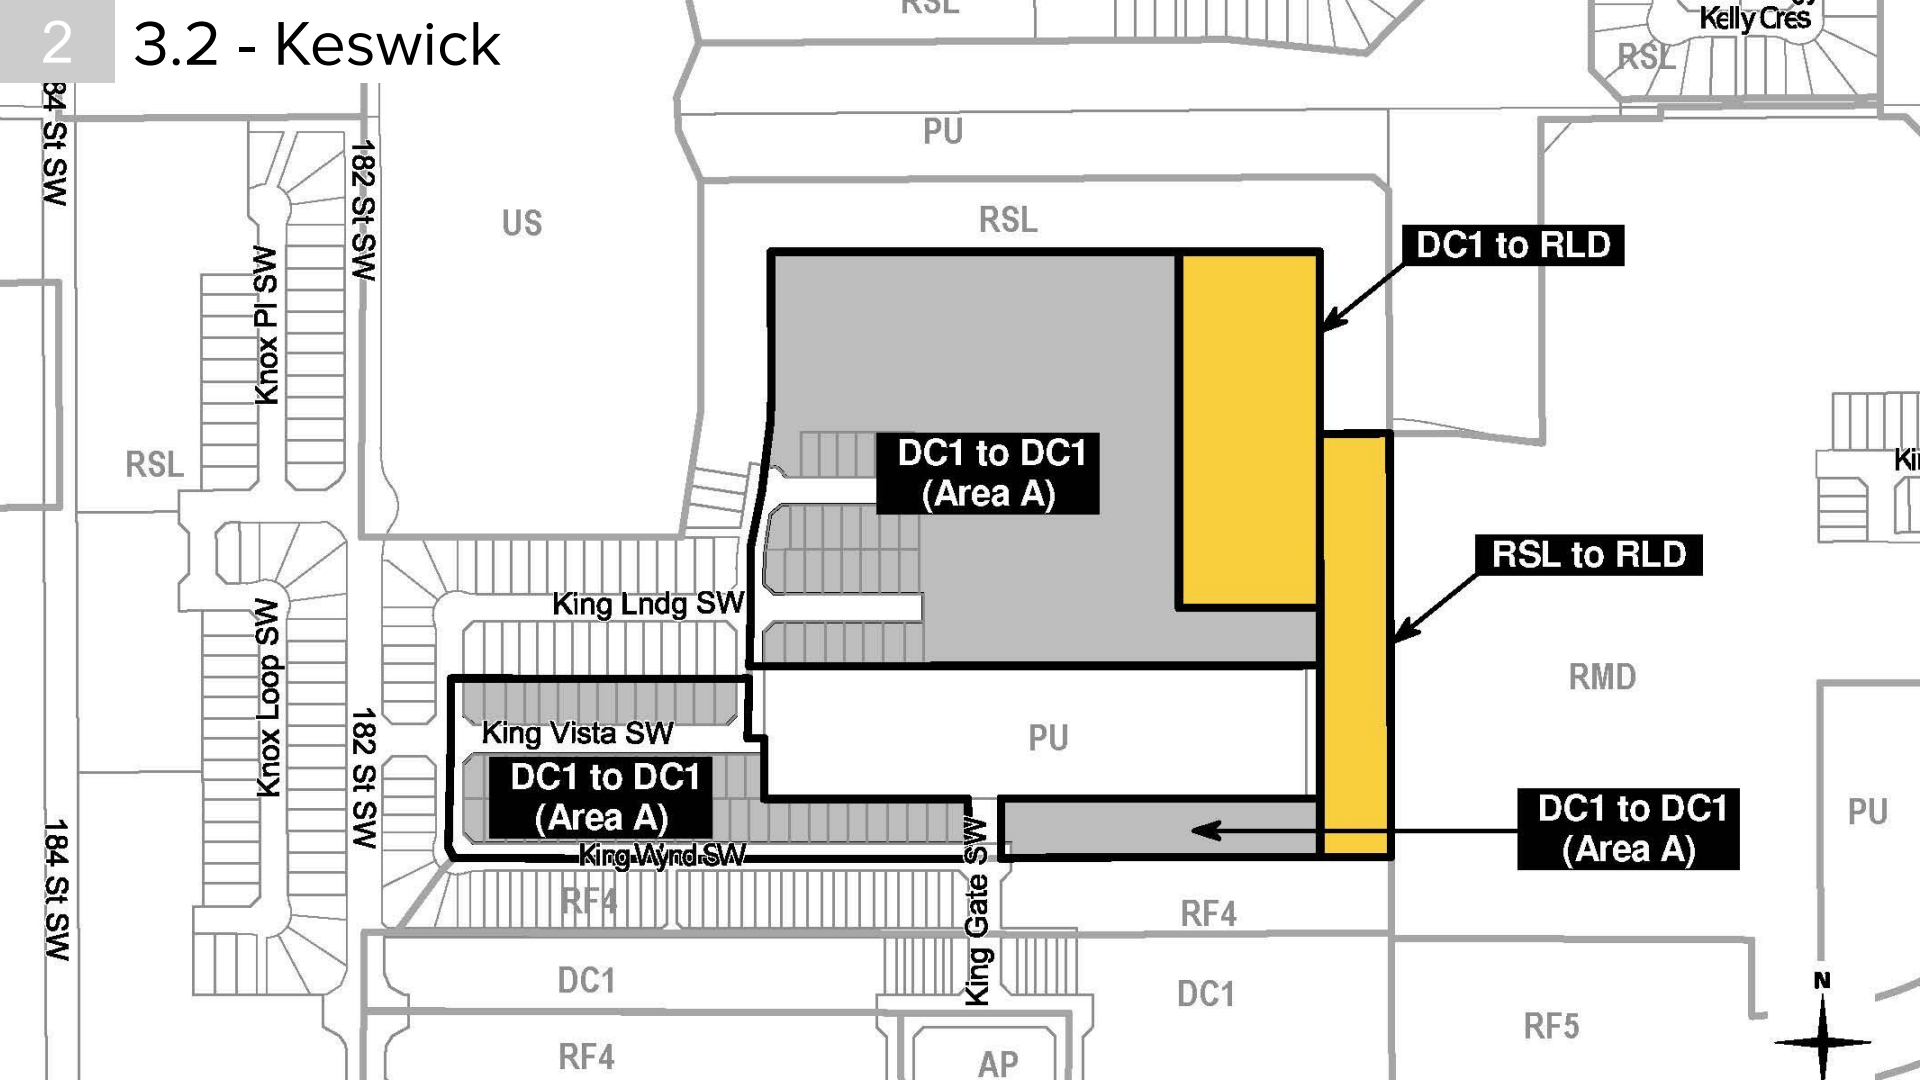 2
3.2 - Keswick
RSL
Kelly Cres
RSL
84 St SW
182 St SW
PU
US
RSL
DC1 to RLD
Knox Pl SW
RSL
DC1 to DC1
(Area A)
RSL to RLD
King Lndg SW
Knox Loop SW
RMD
King Vista SW
PU
182 St SW
DC1 to DC1
(Area A)
DC1 to DC1
(Area A)
PU
184 St SW
King Wynd SW
King Gate SW
RF4
RF4
DC1
DC1
N
RF5
RF4
AP